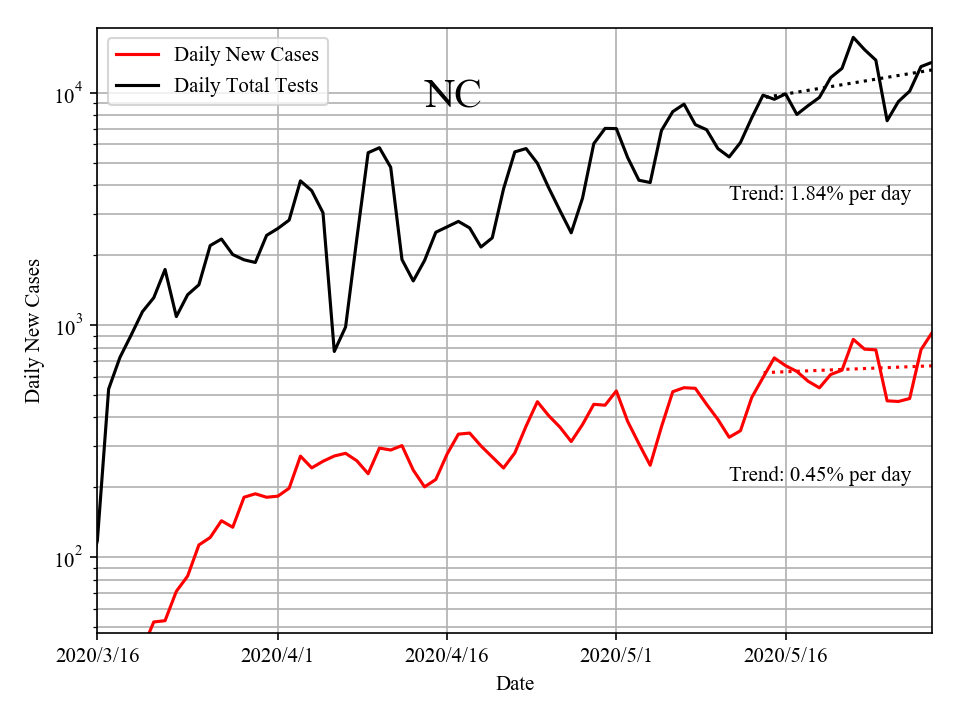 Daily New Cases
Daily Total Tests
NC
10^4
Trend: 1.84% per day
10^3
Daily New Cases
Trend: 0.45% per day
10^2
2020/3/16 2020/4/1 2020/4/16 2020/5/1 2020/5/16
Date